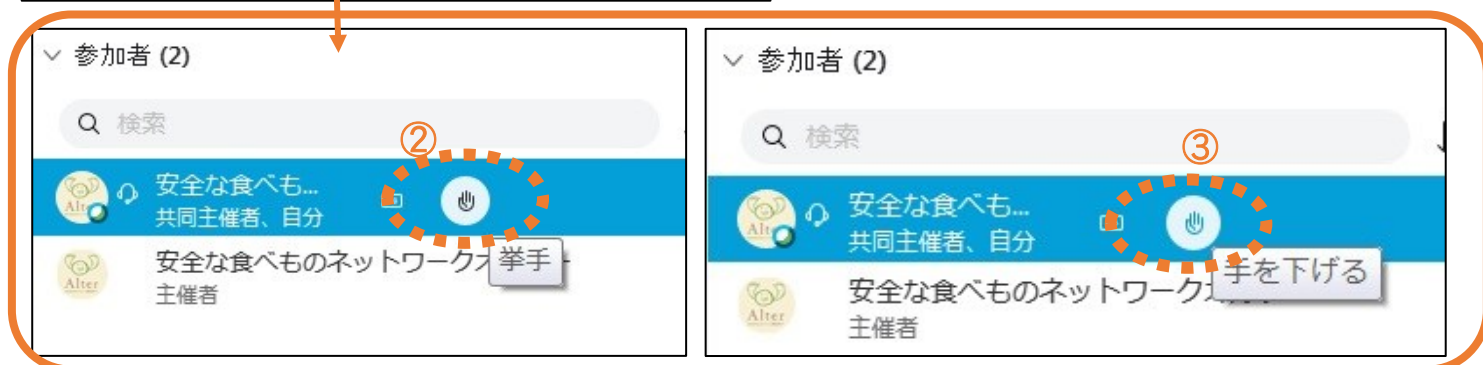 参加者 (2)
検索
②
安全な食べも...
共同主催者、自分
挙手
安全な食べものネットワーク
主催者
Alter
参加者 (2)
検索
③
安全な食べも...
共同主催者、自分
手を下げる
安全な食べものネットワーク
主催者
Alter